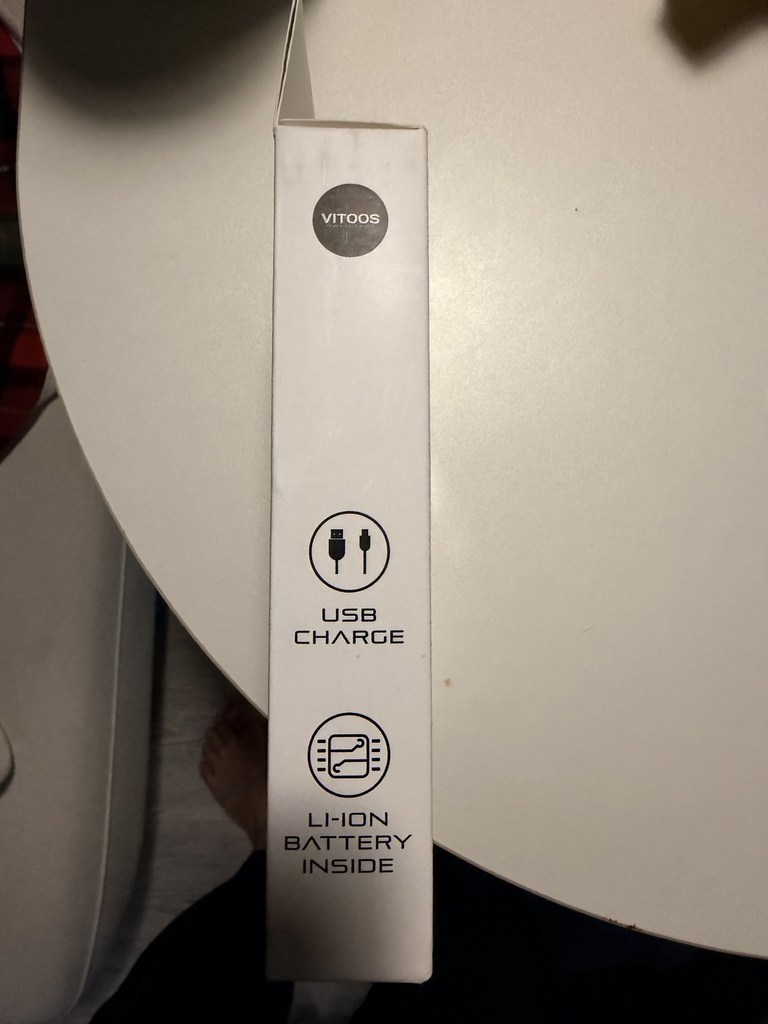 VITOOS
USB
CHARGE
LI-ION
BATTERY
INSIDE